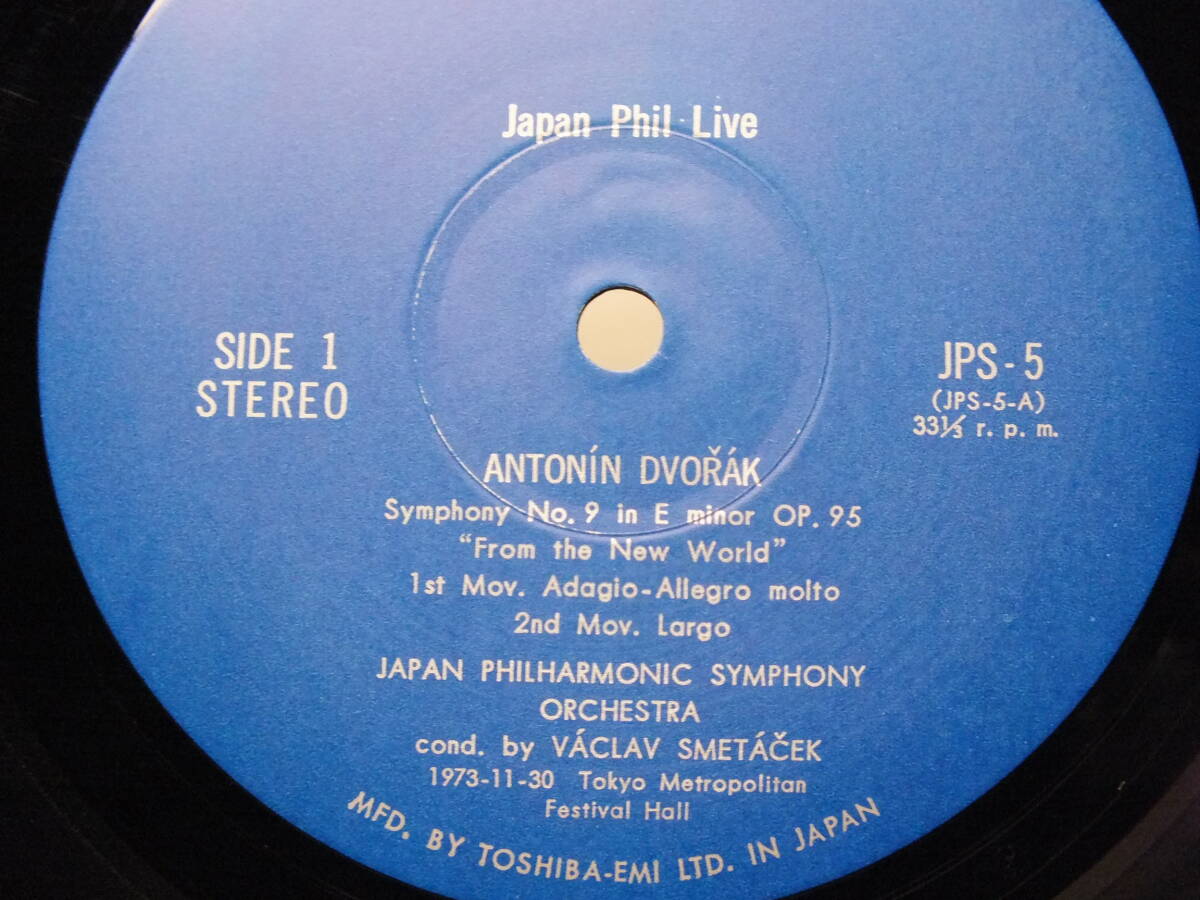 Japan Phil Live
SIDE 1
STEREO
JPS-5
(JPS-5-A)
33⅓ r. p. m.
ANTONÍN DVOŘÁK
Symphony No. 9 in E minor OP. 95
“From the New World”
1st Mov. Adagio-Allegro molto
2nd Mov. Largo
JAPAN PHILHARMONIC SYMPHONY
ORCHESTRA
cond. by VÁCLAV SMETÁČEK
1973-11-30 Tokyo Metropolitan
Festival Hall
MFD. BY TOSHIBA-EMI LTD. IN JAPAN